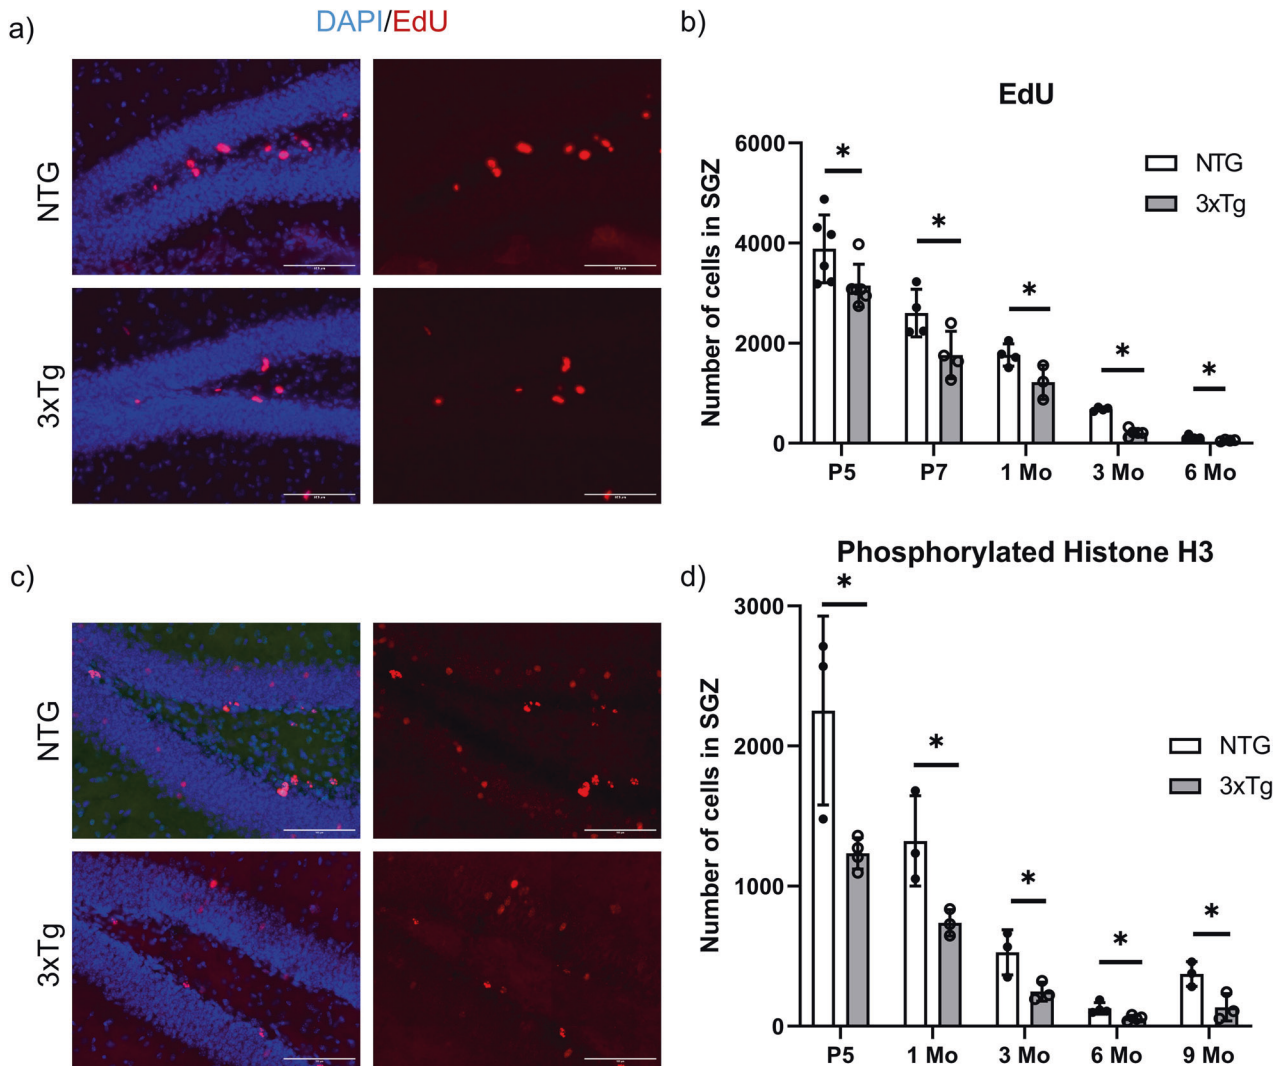 a)
DAPI/EdU
NTG
3xTg
b)
EdU
Number of cells in SGZ
6000
4000
2000
0
*
*
*
*
*
NTG
3xTg
P5
P7
1 Mo
3 Mo
6 Mo
c)
NTG
3xTg
d)
Phosphorylated Histone H3
Number of cells in SGZ
3000
2000
1000
0
*
*
*
*
*
NTG
3xTg
P5
1 Mo
3 Mo
6 Mo
9 Mo